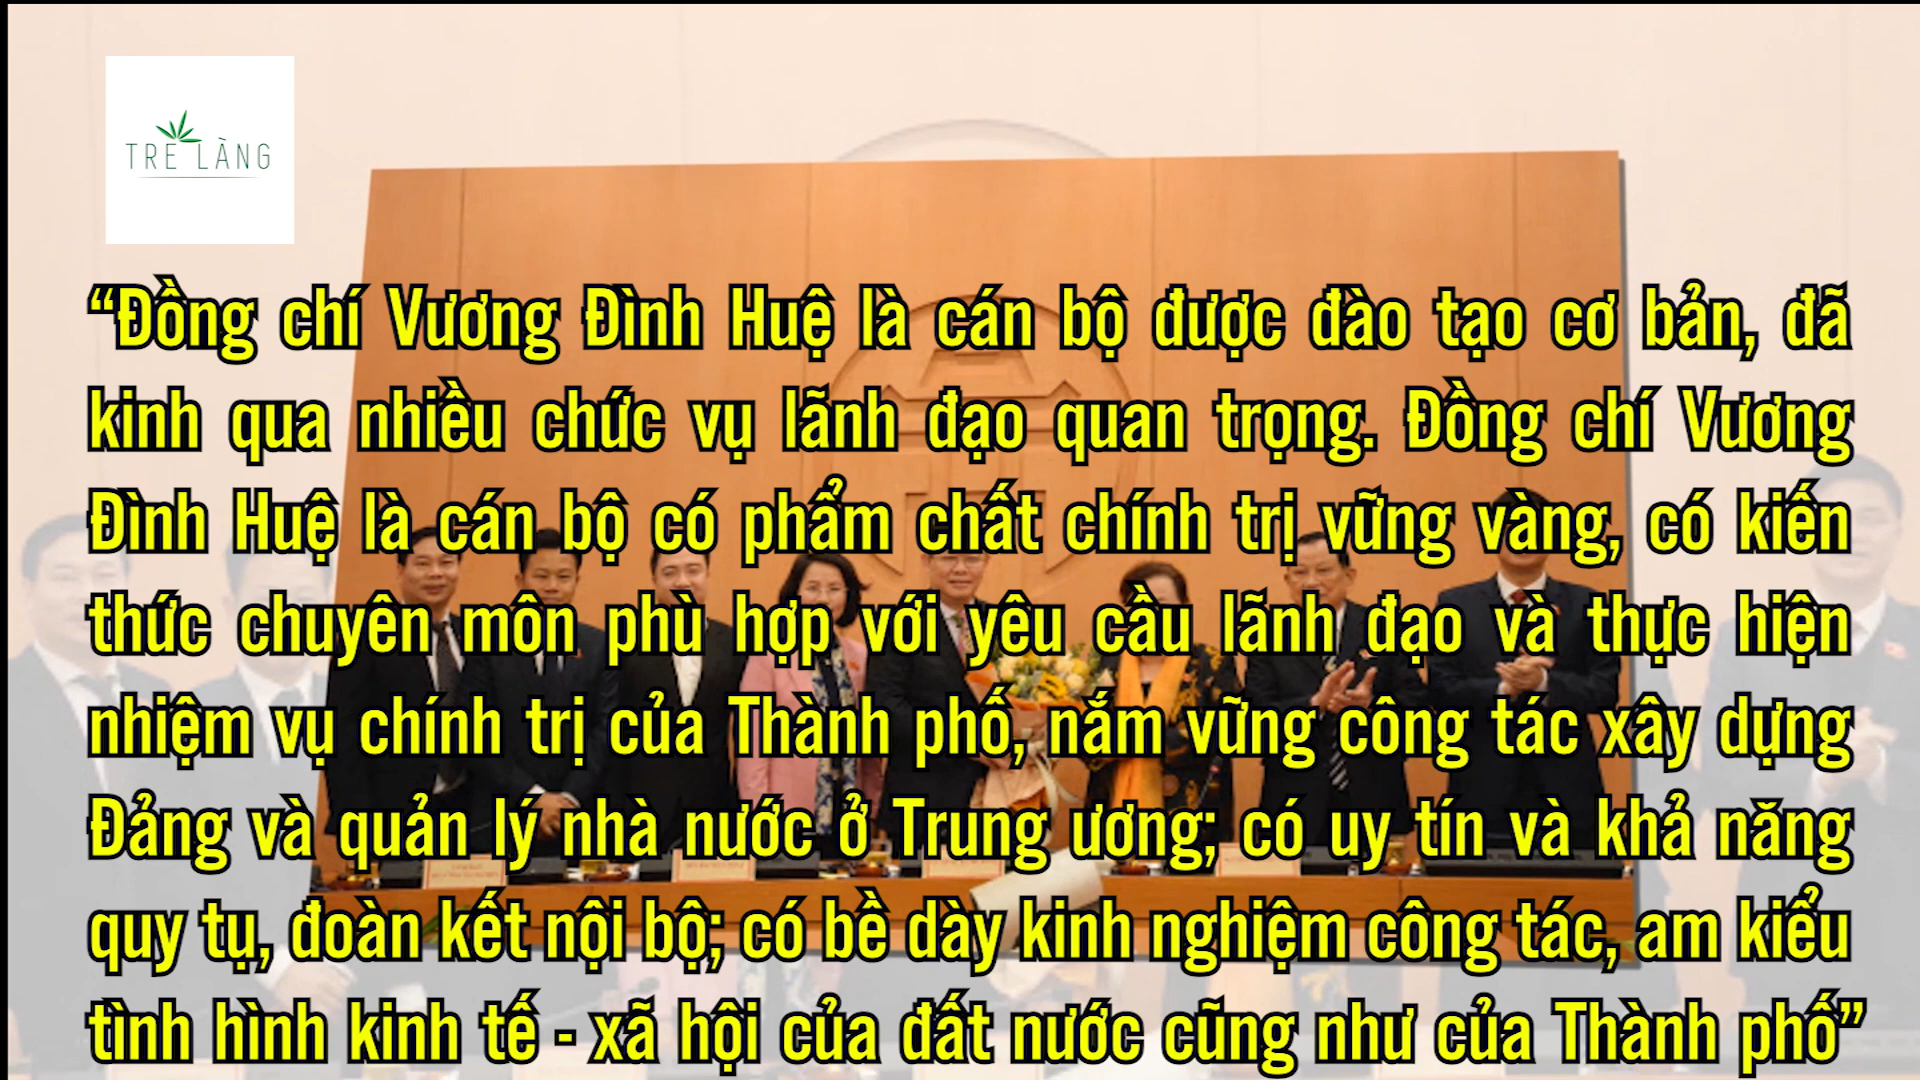 TRE LÀNG
“Đồng chí Vương Đình Huệ là cán bộ được đào tạo cơ bản, đã
kinh qua nhiều chức vụ lãnh đạo quan trọng. Đồng chí Vương
Đình Huệ là cán bộ có phẩm chất chính trị vững vàng, có kiến
thức chuyên môn phù hợp với yêu cầu lãnh đạo và thực hiện
nhiệm vụ chính trị của Thành phố, nắm vững công tác xây dựng
Đảng và quản lý nhà nước ở Trung ương; có uy tín và khả năng
quy tụ, đoàn kết nội bộ; có bề dày kinh nghiệm công tác, am kiểu
tình hình kinh tế - xã hội của đất nước cũng như của Thành phố”